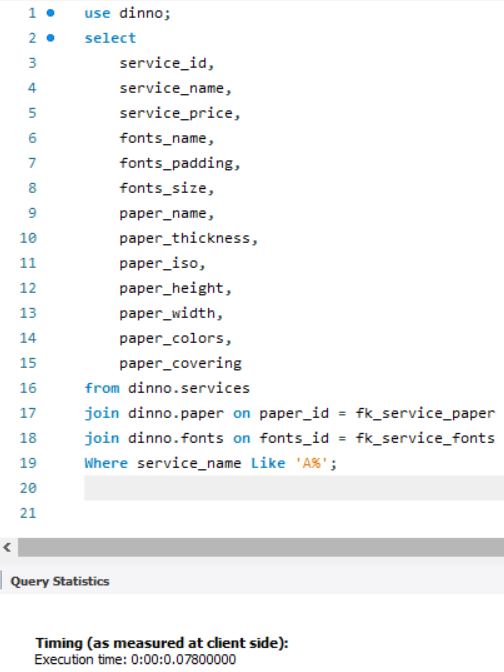 1 use dinno;
2 select
3 service_id,
4 service_name,
5 service_price,
6 fonts_name,
7 fonts_padding,
8 fonts_size,
9 paper_name,
10 paper_thickness,
11 paper_iso,
12 paper_height,
13 paper_width,
14 paper_colors,
15 paper_covering
16 from dinno.services
17 join dinno.paper on paper_id = fk_service_paper
18 join dinno.fonts on fonts_id = fk_service_fonts
19 Where service_name Like 'A%';
20
21
Query Statistics
Timing (as measured at client side):
Execution time: 0:00:0.07800000